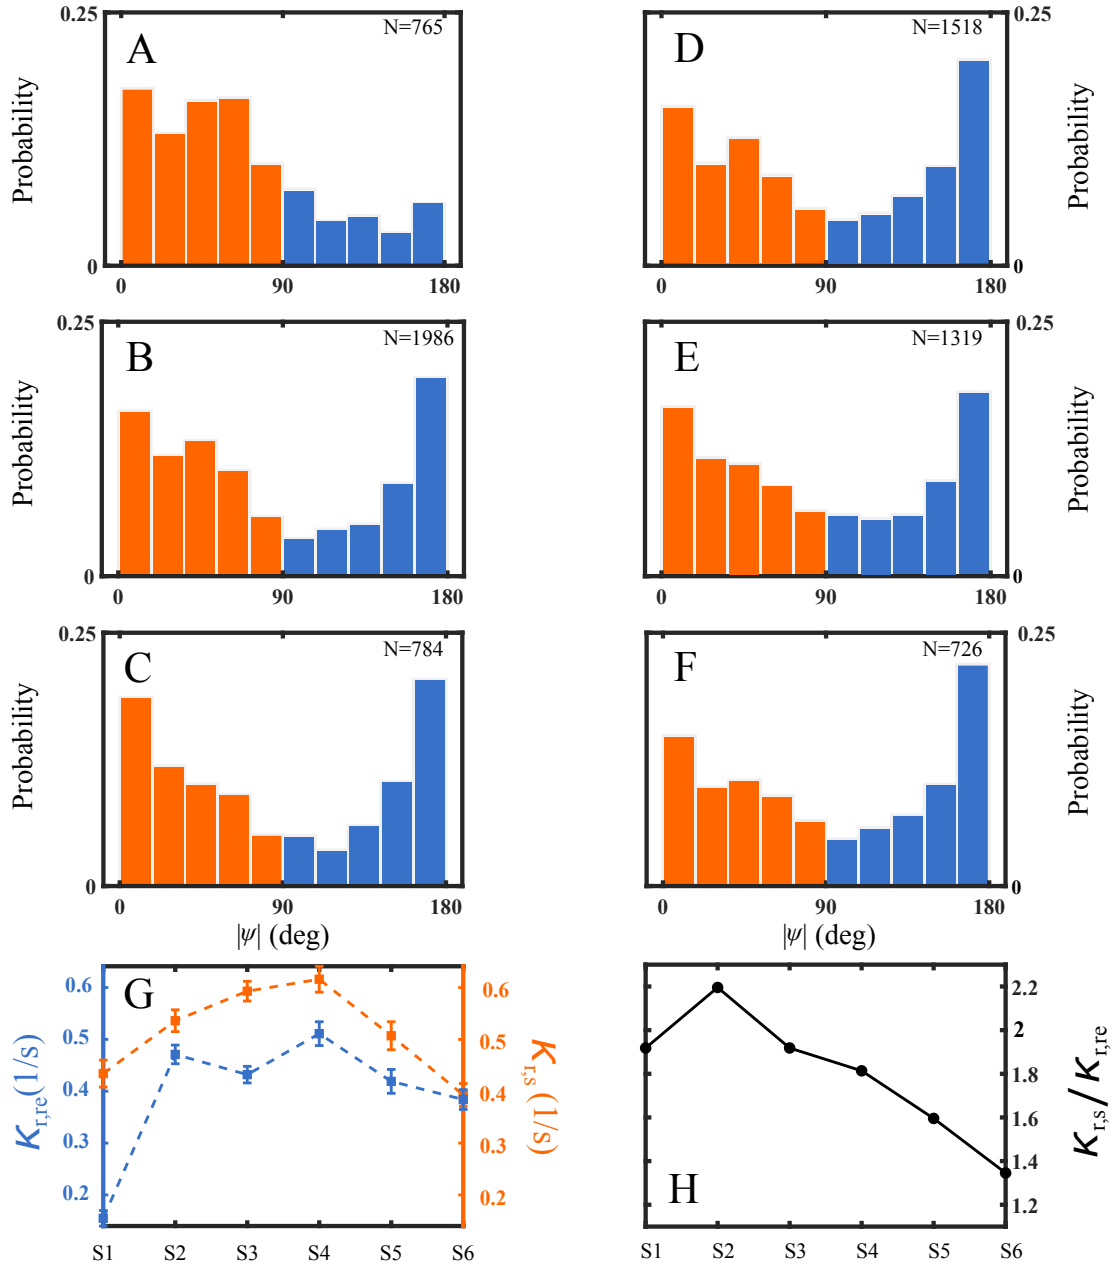 0.25
A
N=765
Probability
0
0
90
180
D
N=1518
0.25
Probability
0
0
90
180
0.25
B
N=1986
Probability
0
0
90
180
E
N=1319
0.25
Probability
0
0
90
180
0.25
C
N=784
Probability
0
0
90
180
|ψ| (deg)
F
N=726
0.25
Probability
0
0
90
180
|ψ| (deg)
G
0.6
0.5
0.4
0.3
0.2
κr,re(1/s)
0.6
0.5
0.4
0.3
0.2
κr,s (1/s)
S1 S2 S3 S4 S5 S6
H
2.2
2
1.8
1.6
1.4
1.2
κr,s/κr,re
S1 S2 S3 S4 S5 S6